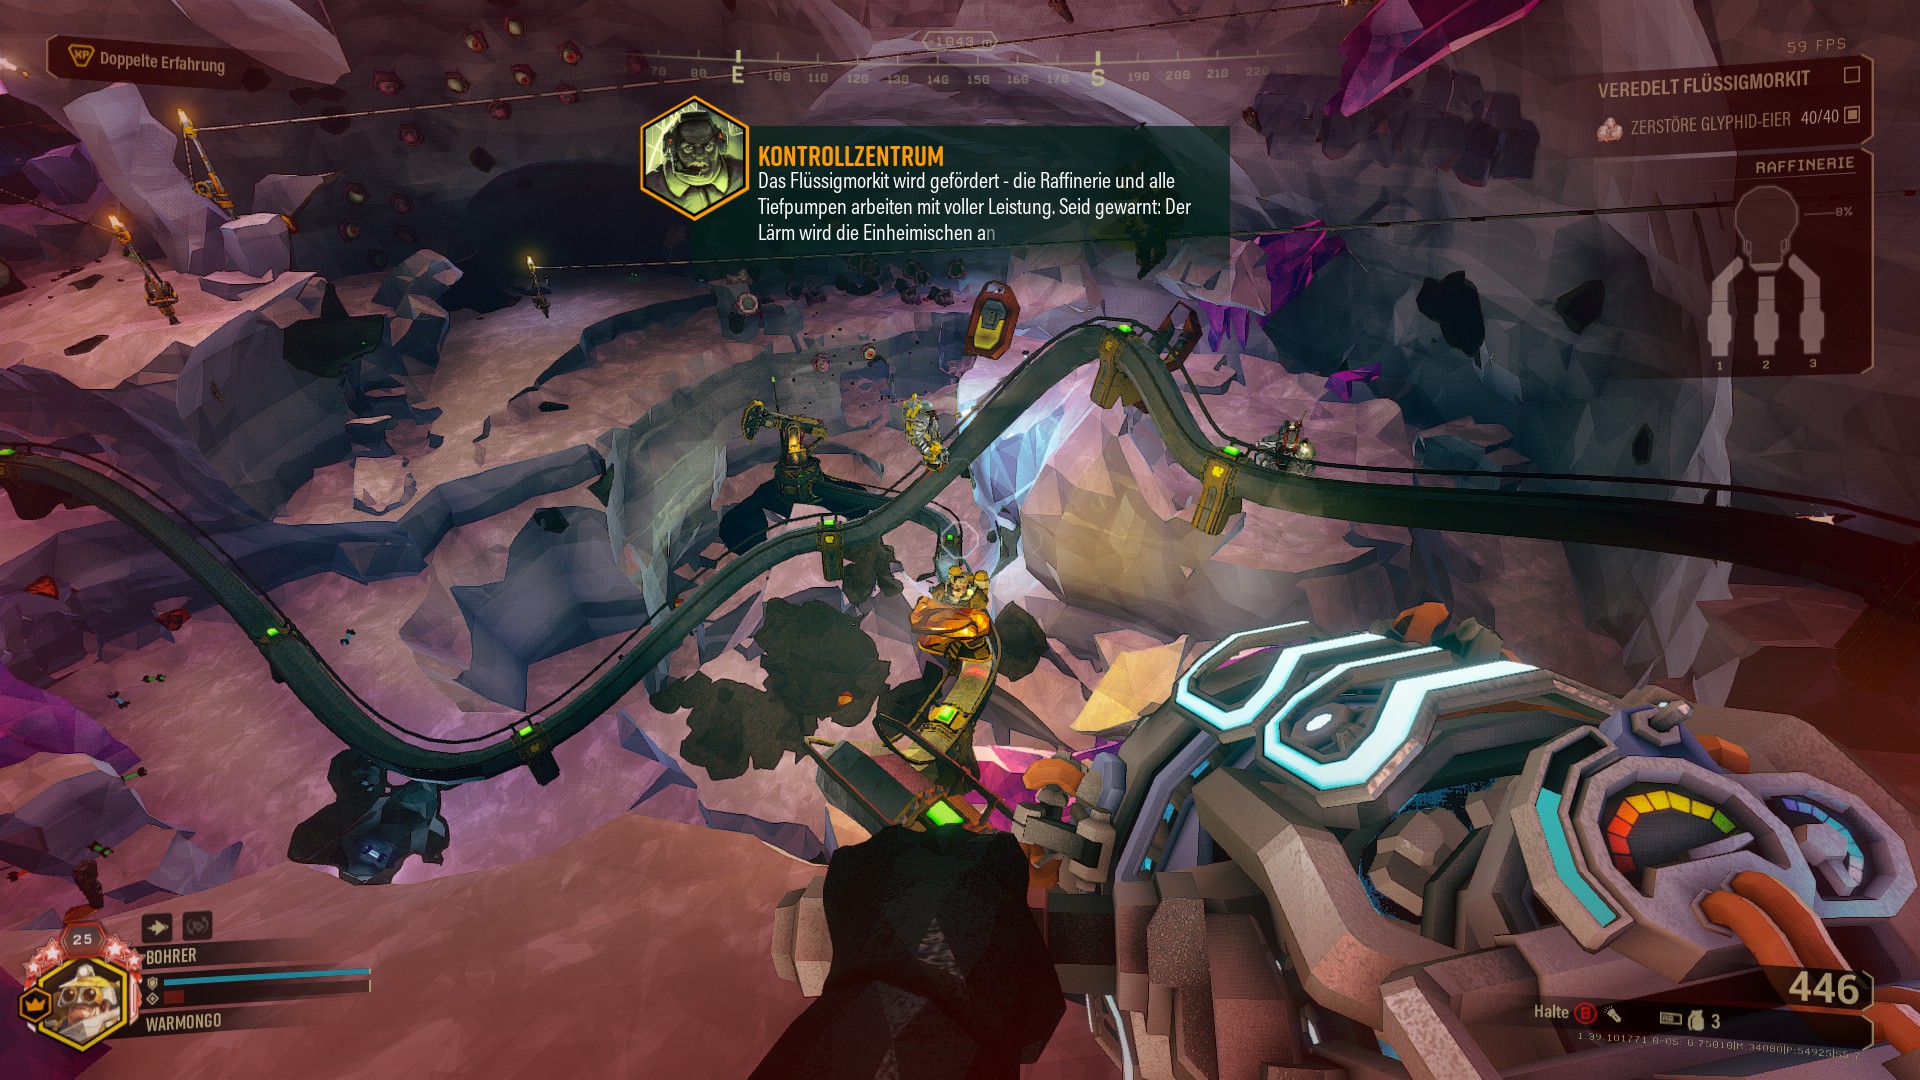 Doppelte Erfahrung
-1043 m
70 80 E 100 110 120 130 140 150 160 170 S 190 200 210 220
59 FPS
VEREDELT FLÜSSIGMORKIT
ZERSTÖRE GLYPHID-EIER 40/40
RAFFINERIE
8%
1 2 3
KONTROLLZENTRUM
Das Flüssigmorkit wird gefördert - die Raffinerie und alle
Tiefpumpen arbeiten mit voller Leistung. Seid gewarnt: Der
Lärm wird die Einheimischen an
25
BOHRER
WARMONGO
446
Halte B
3